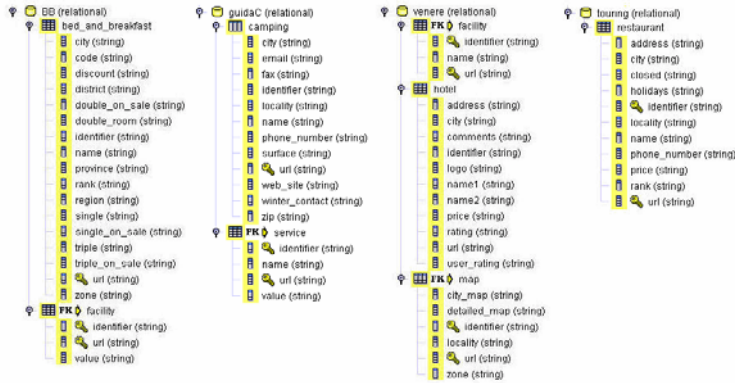 BB (relational)
bed_and_breakfast
city (string)
code (string)
discount (string)
district (string)
double_on_sale (string)
double_room (string)
identifier (string)
name (string)
province (string)
rank (string)
region (string)
single (string)
single_on_sale (string)
triple (string)
triple_on_sale (string)
url (string)
zone (string)
FK facility
identifier (string)
url (string)
value (string)
guidaC (relational)
camping
city (string)
email (string)
fax (string)
identifier (string)
locality (string)
name (string)
phone_number (string)
surface (string)
url (string)
web_site (string)
winter_contact (string)
zip (string)
FK service
identifier (string)
name (string)
url (string)
value (string)
venere (relational)
FK facility
identifier (string)
name (string)
url (string)
hotel
address (string)
city (string)
comments (string)
identifier (string)
logo (string)
name1 (string)
name2 (string)
price (string)
rating (string)
url (string)
user_rating (string)
FK map
city_map (string)
detailed_map (string)
identifier (string)
locality (string)
url (string)
zone (string)
touring (relational)
restaurant
address (string)
city (string)
closed (string)
holidays (string)
identifier (string)
locality (string)
name (string)
phone_number (string)
price (string)
rank (string)
url (string)